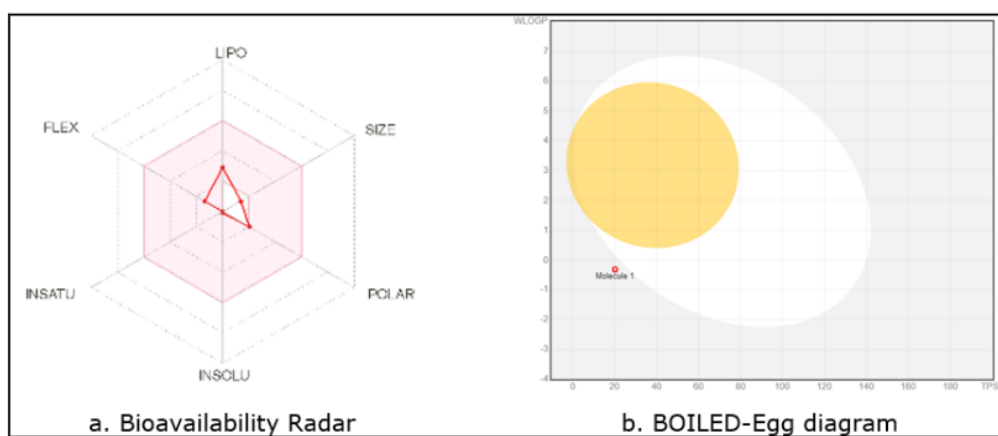 LIPO
FLEX
SIZE
INSATU
POLAR
INSOLU
a. Bioavailability Radar
WLOGP
7
6
5
4
3
2
1
0
Molecule 1
-1
-2
-3
-4
0 20 40 60 80 100 120 140 160 180 TPS
b. BOILED-Egg diagram